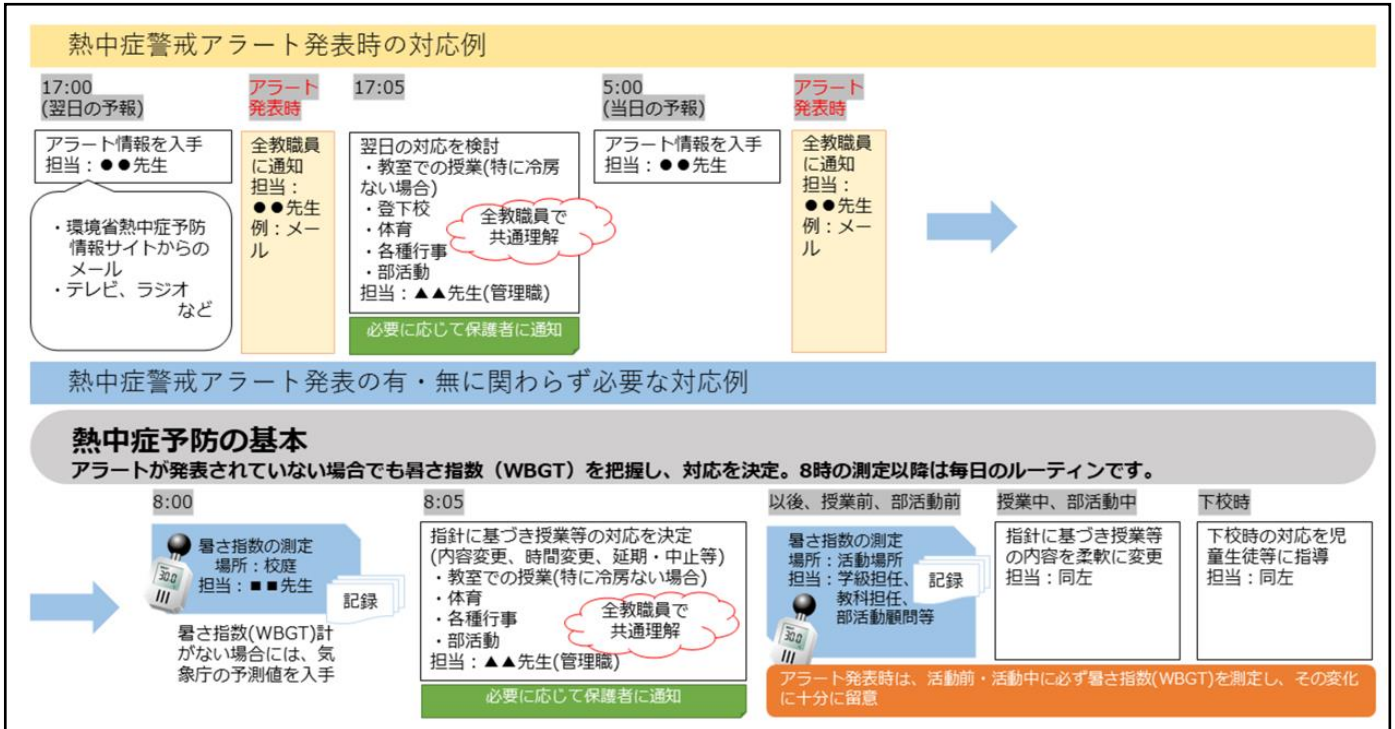 熱中症警戒アラート発表時の対応例
17:00
(翌日の予報)
アラート情報を入手
担当：●●先生
・環境省熱中症予防
情報サイトからの
メール
・テレビ、ラジオ
など
アラート
発表時
全教職員
に通知
担当：
●●先生
例：メー
ル
17:05
翌日の対応を検討
・教室での授業(特に冷房
ない場合)
・登下校
・体育
・各種行事
・部活動
担当：▲▲先生(管理職)
全教職員で
共通理解
必要に応じて保護者に通知
5:00
(当日の予報)
アラート情報を入手
担当：●●先生
アラート
発表時
全教職員
に通知
担当：
●●先生
例：メー
ル
熱中症警戒アラート発表の有・無に関わらず必要な対応例
熱中症予防の基本
アラートが発表されていない場合でも暑さ指数（WBGT）を把握し、対応を決定。8時の測定以降は毎日のルーティンです。
8:00
暑さ指数の測定
場所：校庭
担当：■■先生
30.0
記録
暑さ指数(WBGT)計
がない場合には、気
象庁の予測値を入手
8:05
指針に基づき授業等の対応を決定
(内容変更、時間変更、延期・中止等)
・教室での授業(特に冷房ない場合)
・体育
・各種行事
・部活動
担当：▲▲先生(管理職)
全教職員で
共通理解
必要に応じて保護者に通知
以後、授業前、部活動前
暑さ指数の測定
場所：活動場所
担当：学級担任、
教科担任、
部活動顧問等
30.0
記録
授業中、部活動中
指針に基づき授業等
の内容を柔軟に変更
担当：同左
下校時
下校時の対応を児
童生徒等に指導
担当：同左
アラート発表時は、活動前・活動中に必ず暑さ指数(WBGT)を測定し、その変化
に十分に留意